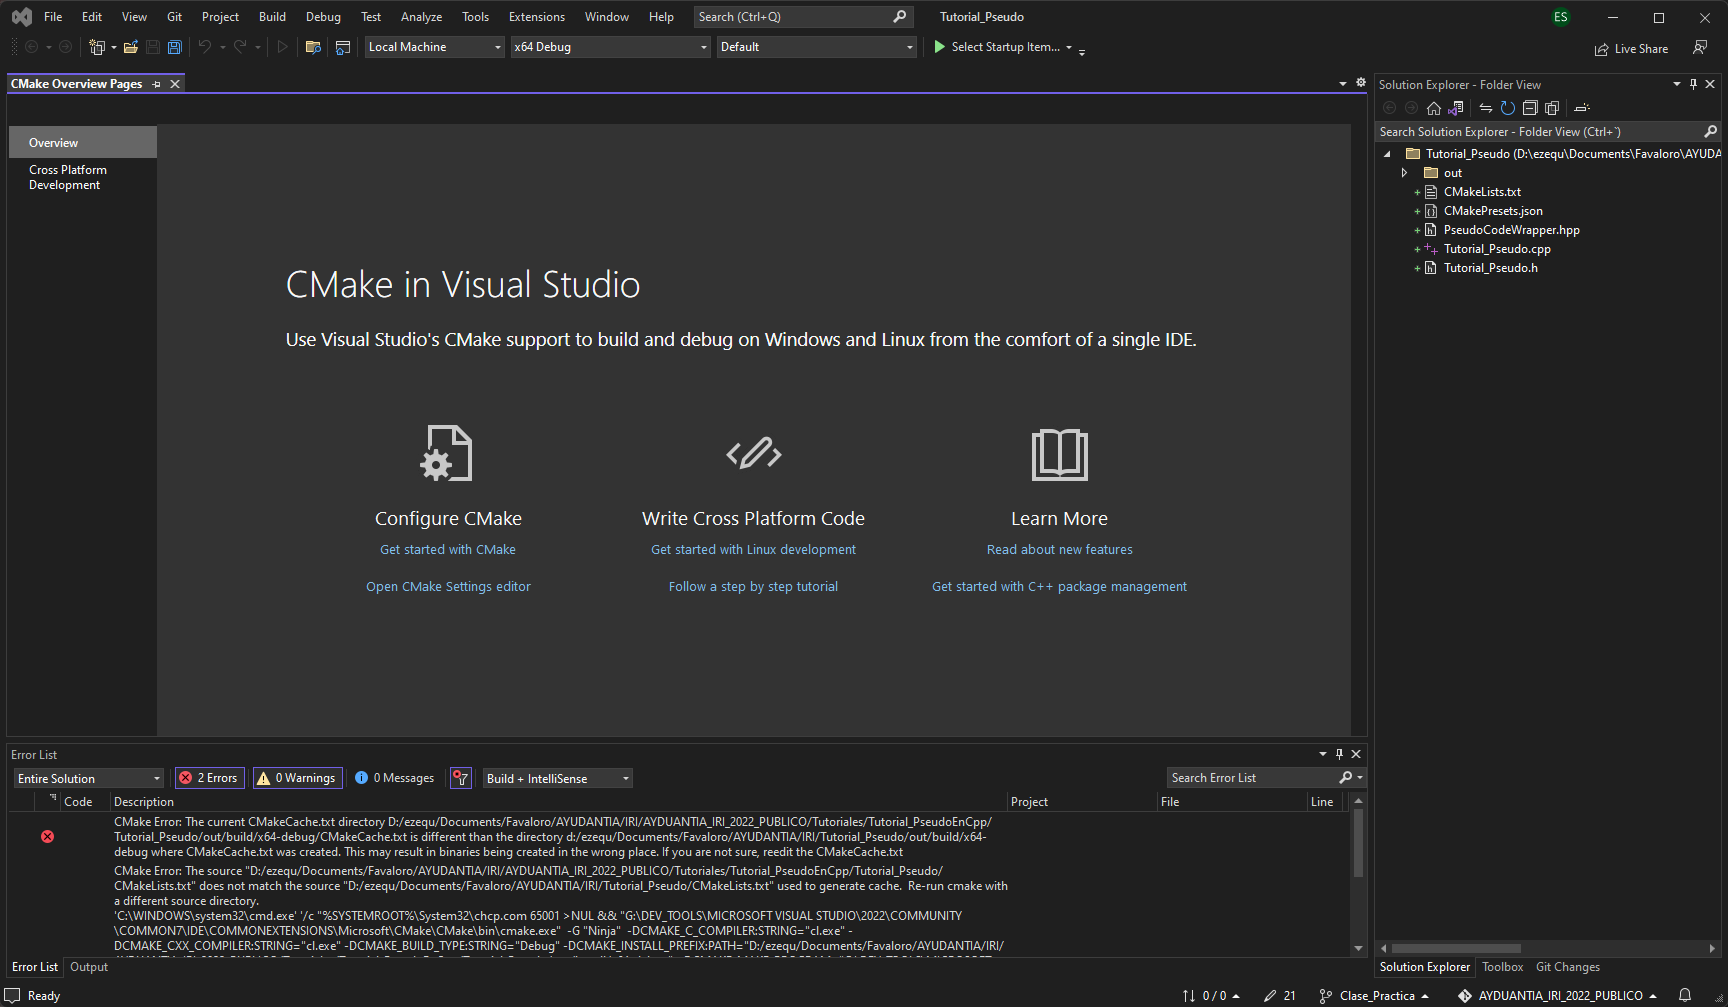 File Edit View Git Project Build Debug Test Analyze Tools Extensions Window Help Search (Ctrl+Q) Tutorial_Pseudo ES
Local Machine x64 Debug Default Select Startup Item... Live Share
CMake Overview Pages
Overview
Cross Platform
Development
CMake in Visual Studio
Use Visual Studio's CMake support to build and debug on Windows and Linux from the comfort of a single IDE.
Configure CMake
Get started with CMake
Open CMake Settings editor
Write Cross Platform Code
Get started with Linux development
Follow a step by step tutorial
Learn More
Read about new features
Get started with C++ package management
Solution Explorer - Folder View
Search Solution Explorer - Folder View (Ctrl+`)
Tutorial_Pseudo (D:\ezequ\Documents\Favaloro\AYUDA
out
CMakeLists.txt
CMakePresets.json
PseudoCodeWrapper.hpp
Tutorial_Pseudo.cpp
Tutorial_Pseudo.h
Error List
Entire Solution 2 Errors 0 Warnings 0 Messages Build + IntelliSense Search Error List
Code Description Project File Line
CMake Error: The current CMakeCache.txt directory D:/ezequ/Documents/Favaloro/AYUDANTIA/IRI/AYDUANTIA_IRI_2022_PUBLICO/Tutoriales/Tutorial_PseudoEnCpp/
Tutorial_Pseudo/out/build/x64-debug/CMakeCache.txt is different than the directory d:/ezequ/Documents/Favaloro/AYUDANTIA/IRI/Tutorial_Pseudo/out/build/x64-
debug where CMakeCache.txt was created. This may result in binaries being created in the wrong place. If you are not sure, reedit the CMakeCache.txt
CMake Error: The source "D:/ezequ/Documents/Favaloro/AYUDANTIA/IRI/AYDUANTIA_IRI_2022_PUBLICO/Tutoriales/Tutorial_PseudoEnCpp/Tutorial_Pseudo/
CMakeLists.txt" does not match the source "D:/ezequ/Documents/Favaloro/AYUDANTIA/IRI/Tutorial_Pseudo/CMakeLists.txt" used to generate cache. Re-run cmake with
a different source directory.
'C:\WINDOWS\system32\cmd.exe' '/c "%SYSTEMROOT%\System32\chcp.com 65001 >NUL && "G:\DEV_TOOLS\MICROSOFT VISUAL STUDIO\2022\COMMUNITY
\COMMON7\IDE\COMMONEXTENSIONS\Microsoft\CMake\CMake\bin\cmake.exe" -G "Ninja" -DCMAKE_C_COMPILER:STRING="cl.exe" -
DCMAKE_CXX_COMPILER:STRING="cl.exe" -DCMAKE_BUILD_TYPE:STRING="Debug" -DCMAKE_INSTALL_PREFIX:PATH="D:/ezequ/Documents/Favaloro/AYUDANTIA/IRI/
Error List Output
Solution Explorer Toolbox Git Changes
Ready 0 / 0 21 Clase_Practica AYDUANTIA_IRI_2022_PUBLICO